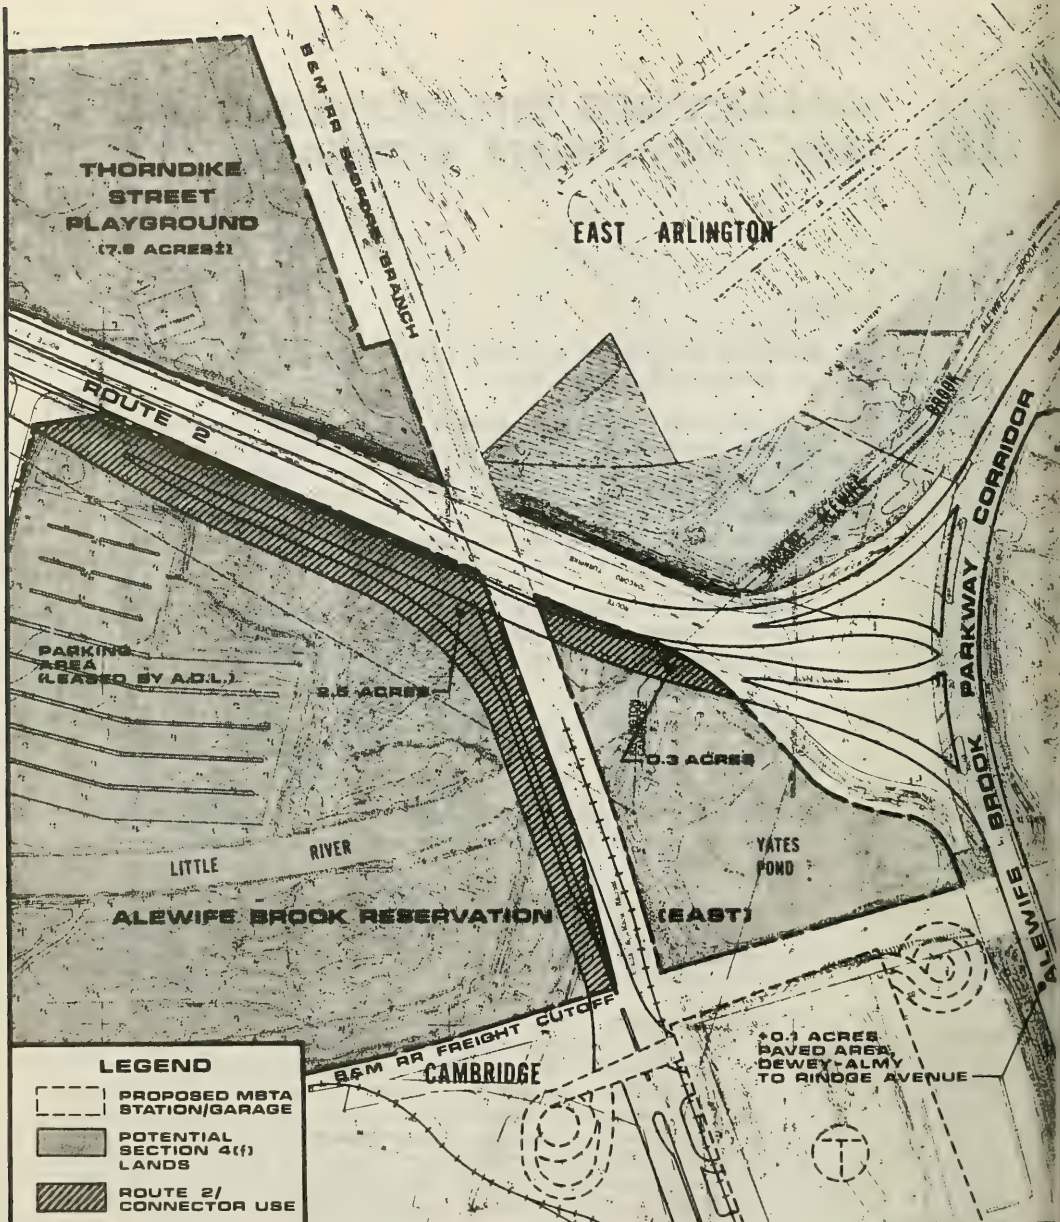 B&M RR BEDFORD BRANCH
THORNDIKE
STREET
PLAYGROUND
(7.8 ACRES±)
EAST ARLINGTON
ALEWIFE BROOK
ROUTE 2
ALEWIFE BROOK
PARKING
AREA
(LEASED BY A.D.L.)
2.5 ACRES
0.3 ACRES
YATES
POND
LITTLE RIVER
ALEWIFE BROOK RESERVATION (EAST)
ALEWIFE BROOK PARKWAY CORRIDOR
B&M RR FREIGHT CUTOFF
CAMBRIDGE
+0.1 ACRES
PAVED AREA,
DEWEY-ALMY
TO RINDGE AVENUE
T
LEGEND
PROPOSED MBTA
STATION/GARAGE
POTENTIAL
SECTION 4(f)
LANDS
ROUTE 2/
CONNECTOR USE